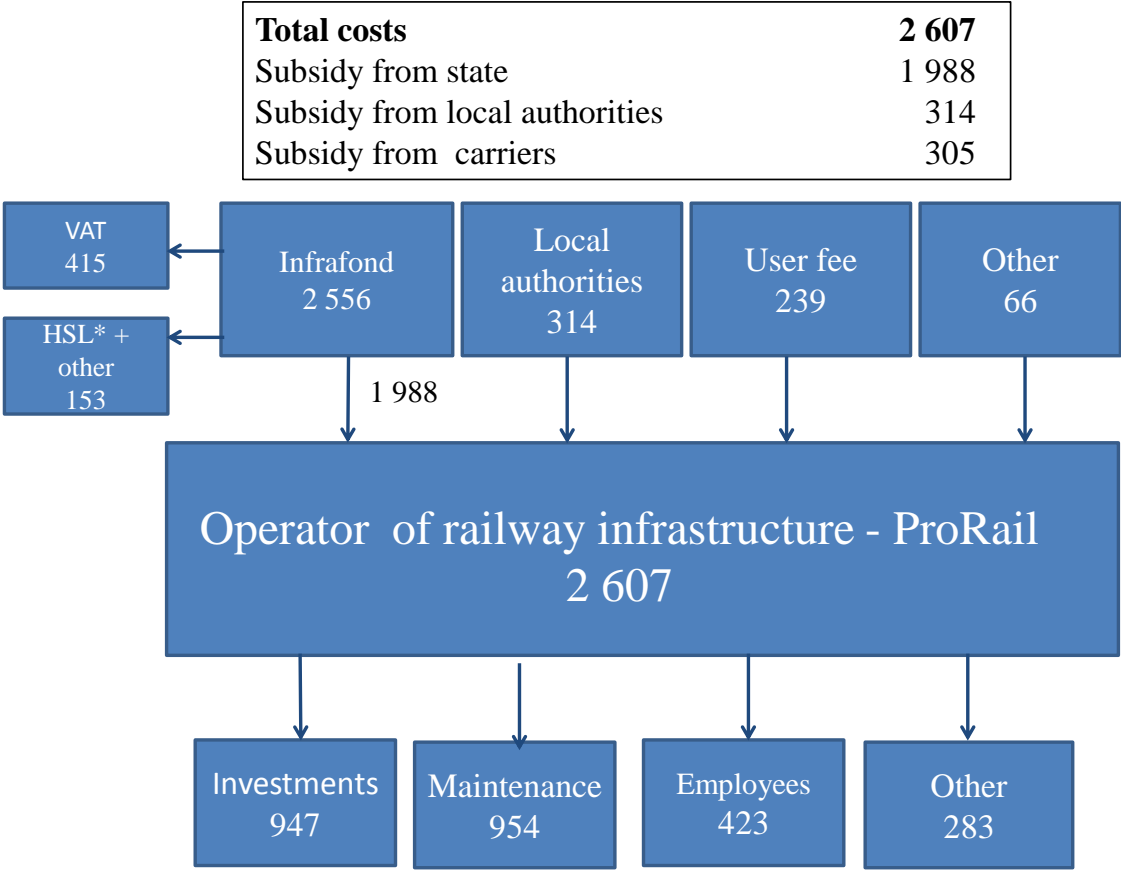 Total costs 2 607
Subsidy from state 1 988
Subsidy from local authorities 314
Subsidy from carriers 305
VAT
415
HSL* +
other
153
Infrafond
2 556
Local
authorities
314
User fee
239
Other
66
1 988
Operator of railway infrastructure - ProRail
2 607
Investments
947
Maintenance
954
Employees
423
Other
283